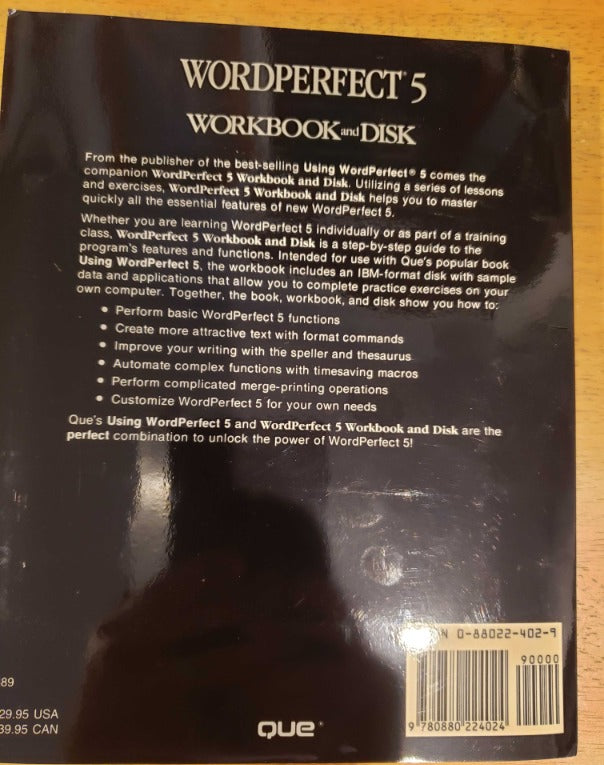 WORDPERFECT® 5
WORKBOOK and DISK
From the publisher of the best-selling Using WordPerfect® 5 comes the
companion WordPerfect 5 Workbook and Disk. Utilizing a series of lessons
and exercises, WordPerfect 5 Workbook and Disk helps you to master
quickly all the essential features of new WordPerfect 5.
Whether you are learning WordPerfect 5 individually or as part of a training
class, WordPerfect 5 Workbook and Disk is a step-by-step guide to the
program's features and functions. Intended for use with Que's popular book
Using WordPerfect 5, the workbook includes an IBM-format disk with sample
data and applications that allow you to complete practice exercises on your
own computer. Together, the book, workbook, and disk show you how to:
• Perform basic WordPerfect 5 functions
• Create more attractive text with format commands
• Improve your writing with the speller and thesaurus
• Automate complex functions with timesaving macros
• Perform complicated merge-printing operations
• Customize WordPerfect 5 for your own needs
Que's Using WordPerfect 5 and WordPerfect 5 Workbook and Disk are the
perfect combination to unlock the power of WordPerfect 5!
0-88022-402-9
90000
9 780880 224024
89
29.95 USA
39.95 CAN
que®